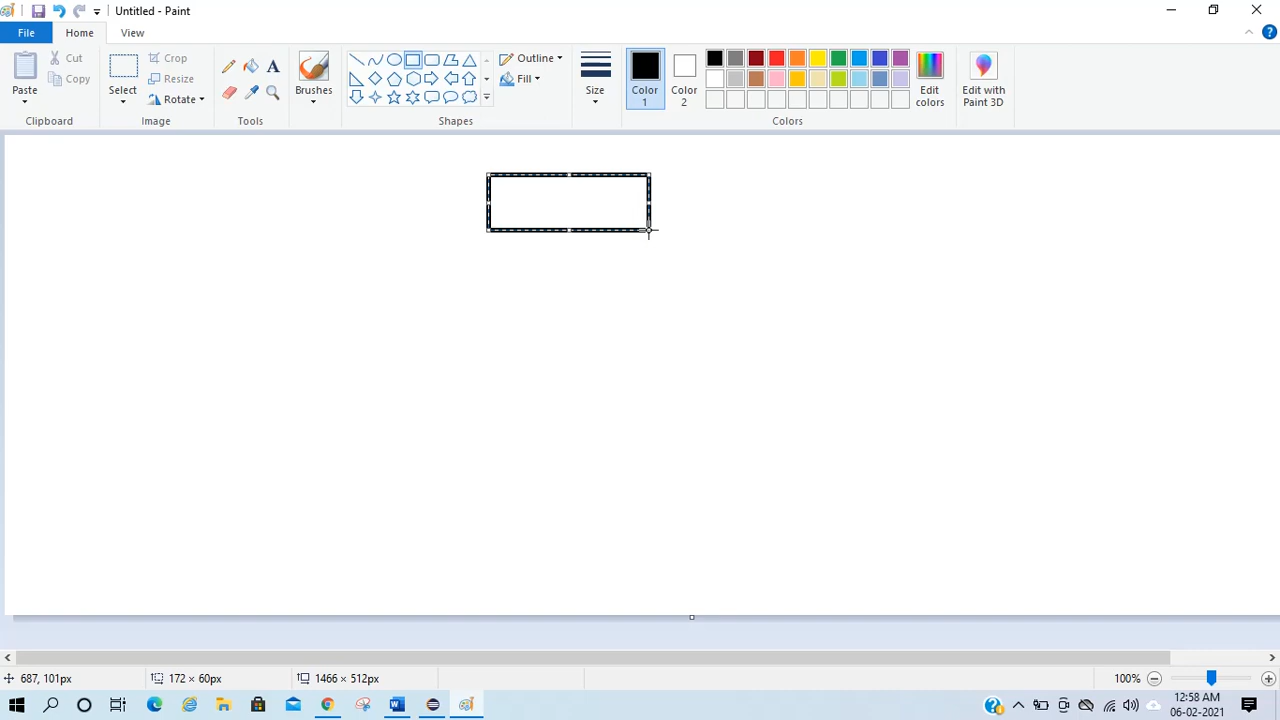 Untitled - Paint
File Home View
Paste
Cut
Copy
Clipboard
Select
Crop
Resize
Rotate
Image
A
Tools
Brushes
Outline
Fill
Shapes
Size
Color 1
Color 2
Edit colors
Colors
Edit with Paint 3D
687, 101px 172 × 60px 1466 × 512px 100%
12:58 AM
06-02-2021